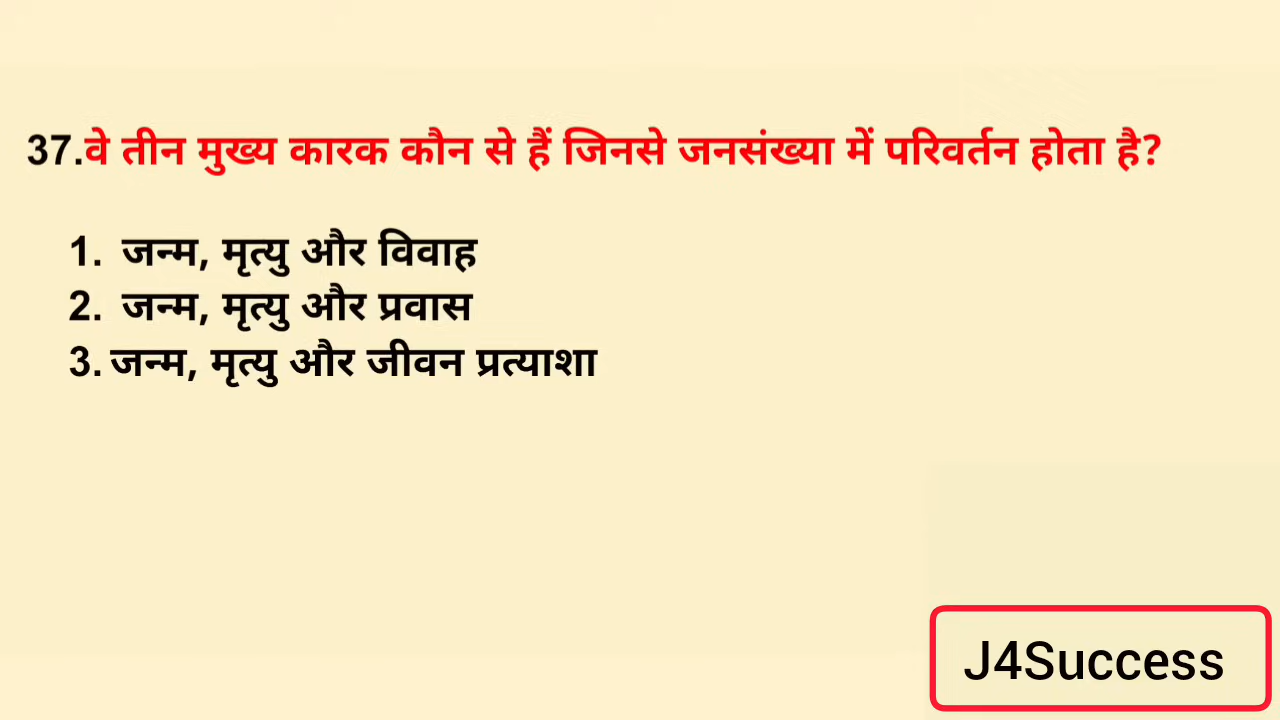 37.वे तीन मुख्य कारक कौन से हैं जिनसे जनसंख्या में परिवर्तन होता है?
1. जन्म, मृत्यु और विवाह
2. जन्म, मृत्यु और प्रवास
3. जन्म, मृत्यु और जीवन प्रत्याशा
J4Success